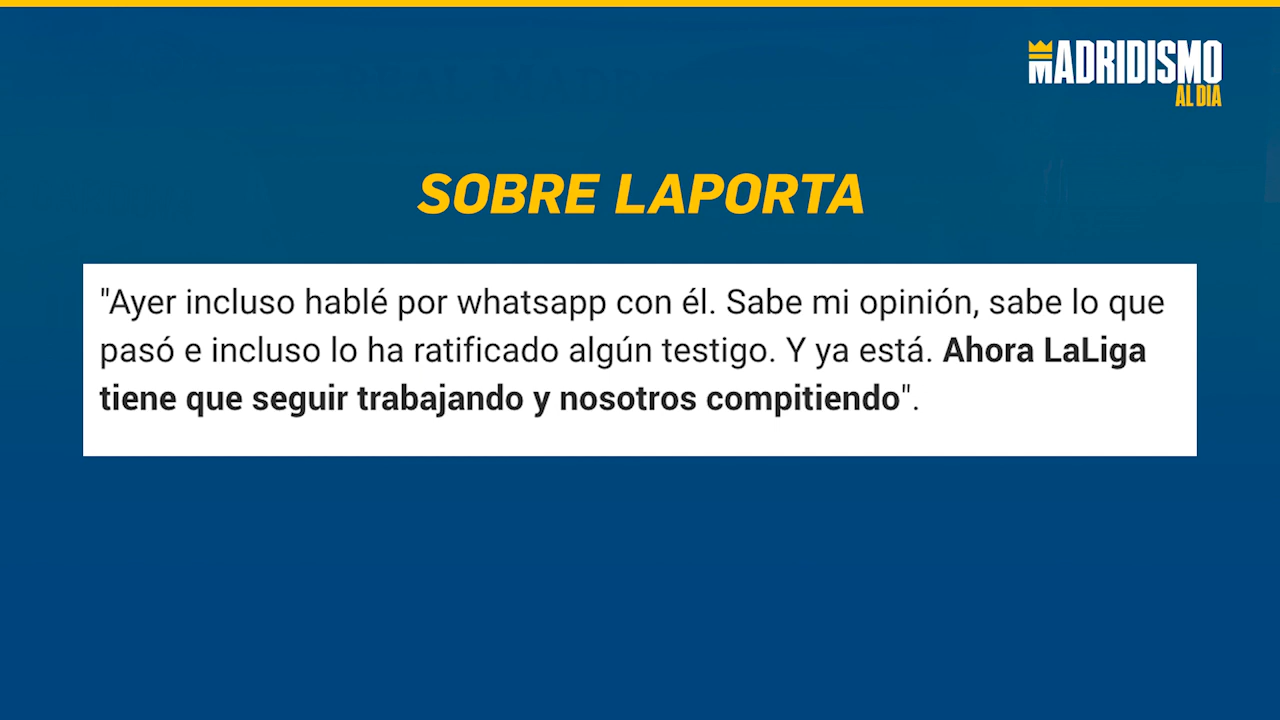 MADRIDISMO
AL DIA
SOBRE LAPORTA
"Ayer incluso hablé por whatsapp con él. Sabe mi opinión, sabe lo que
pasó e incluso lo ha ratificado algún testigo. Y ya está. Ahora LaLiga
tiene que seguir trabajando y nosotros compitiendo".